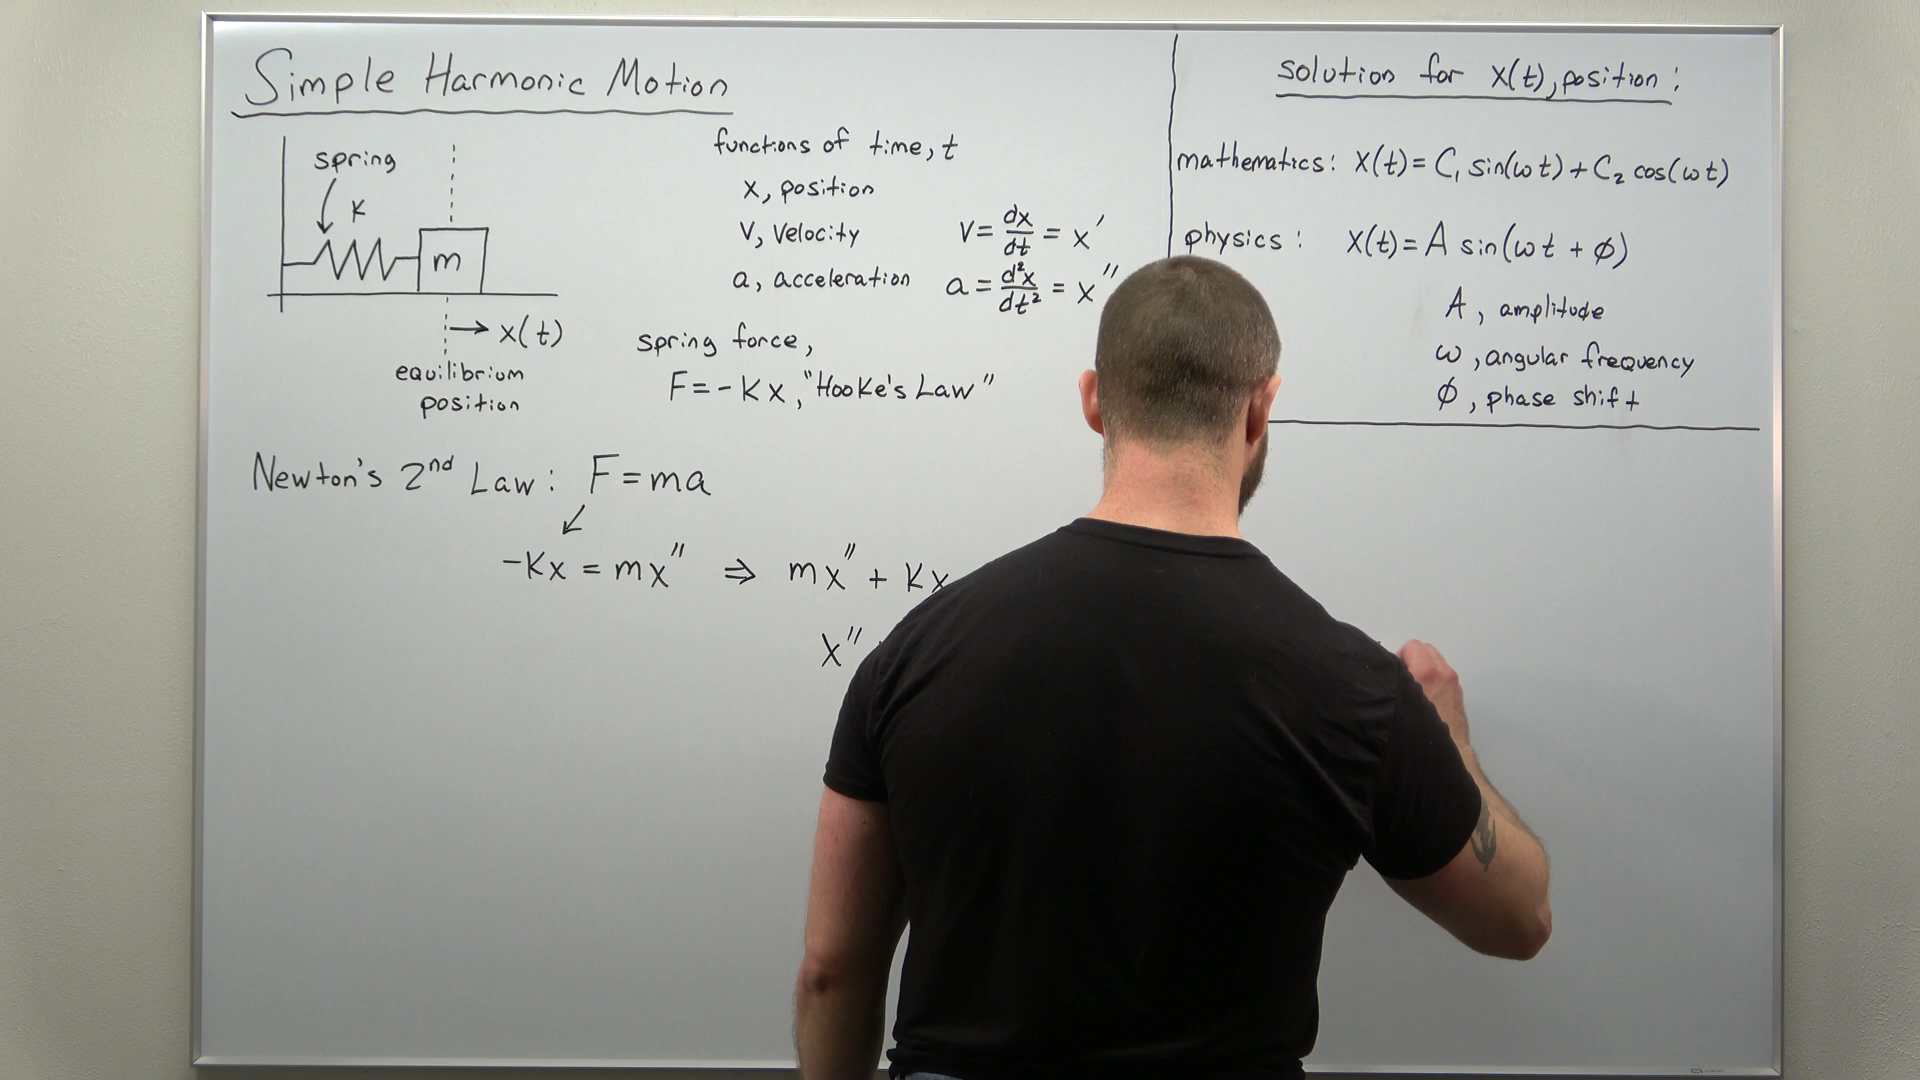 Simple Harmonic Motion
spring
k
m
x(t)
equilibrium
position
functions of time, t
x, position
v, velocity
a, acceleration
v = dx/dt = x′
a = d²x/dt² = x″
spring force,
F = -kx, "Hooke's Law"
Newton's 2nd Law: F = ma
-kx = mx″ ⇒ mx″ + kx
x″
solution for x(t), position:
mathematics: x(t) = C₁ sin(ωt) + C₂ cos(ωt)
physics: x(t) = A sin(ωt + ϕ)
A, amplitude
ω, angular frequency
ϕ, phase shift